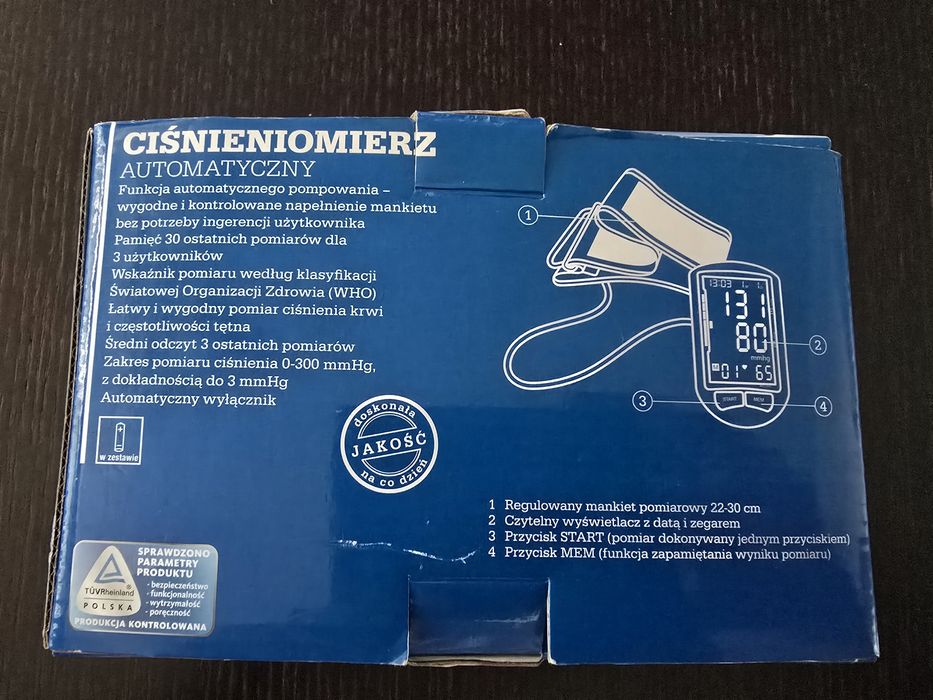 CIŚNIENIOMIERZ
AUTOMATYCZNY
Funkcja automatycznego pompowania –
wygodne i kontrolowane napełnienie mankietu
bez potrzeby ingerencji użytkownika
Pamięć 30 ostatnich pomiarów dla
3 użytkowników
Wskaźnik pomiaru według klasyfikacji
Światowej Organizacji Zdrowia (WHO)
Łatwy i wygodny pomiar ciśnienia krwi
i częstotliwości tętna
Średni odczyt 3 ostatnich pomiarów
Zakres pomiaru ciśnienia 0-300 mmHg,
z dokładnością do 3 mmHg
Automatyczny wyłącznik
w zestawie
doskonała
JAKOŚĆ
na co dzień
1
13:03 1 1
131
80
mmhg
01 65
2
3
START
MEM
4
1 Regulowany mankiet pomiarowy 22-30 cm
2 Czytelny wyświetlacz z datą i zegarem
3 Przycisk START (pomiar dokonywany jednym przyciskiem)
4 Przycisk MEM (funkcja zapamiętania wyniku pomiaru)
TÜVRheinland®
POLSKA
SPRAWDZONO
PARAMETRY
PRODUKTU
- bezpieczeństwo
- funkcjonalność
- wytrzymałość
- poręczność
PRODUKCJA KONTROLOWANA